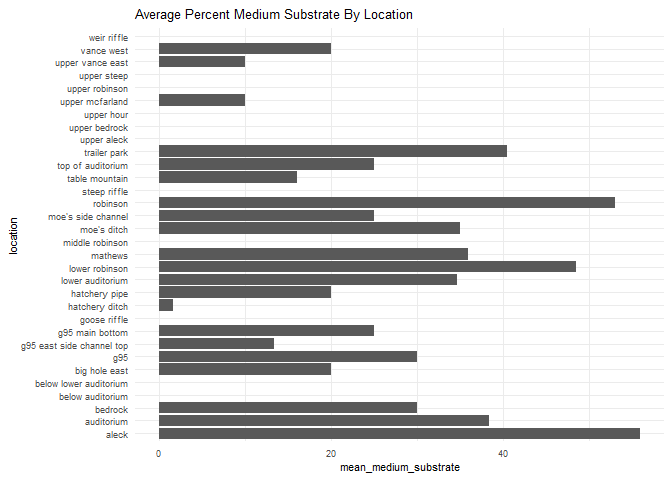 Average Percent Medium Substrate By Location
weir riffle
vance west
upper vance east
upper steep
upper robinson
upper mcfarland
upper hour
upper bedrock
upper aleck
trailer park
top of auditorium
table mountain
steep riffle
robinson
moe's side channel
moe's ditch
middle robinson
mathews
lower robinson
lower auditorium
hatchery pipe
hatchery ditch
goose riffle
g95 main bottom
g95 east side channel top
g95
big hole east
below lower auditorium
below auditorium
bedrock
auditorium
aleck
location
0 20 40
mean_medium_substrate